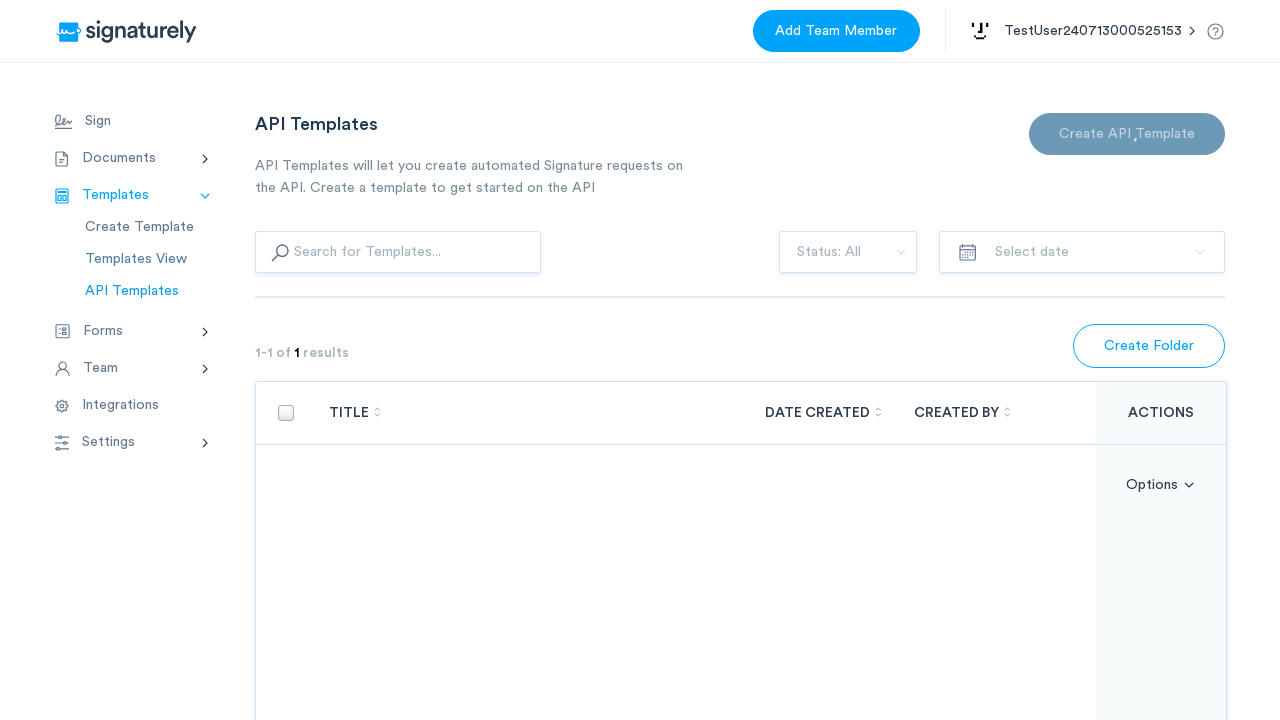 signaturely
Add Team Member
TestUser240713000525153
Sign
Documents
Templates
Create Template
Templates View
API Templates
Forms
Team
Integrations
Settings
API Templates
API Templates will let you create automated Signature requests on
the API. Create a template to get started on the API
Create API Template
Search for Templates...
Status: All
Select date
1-1 of 1 results
Create Folder
TITLE
DATE CREATED
CREATED BY
ACTIONS
Options